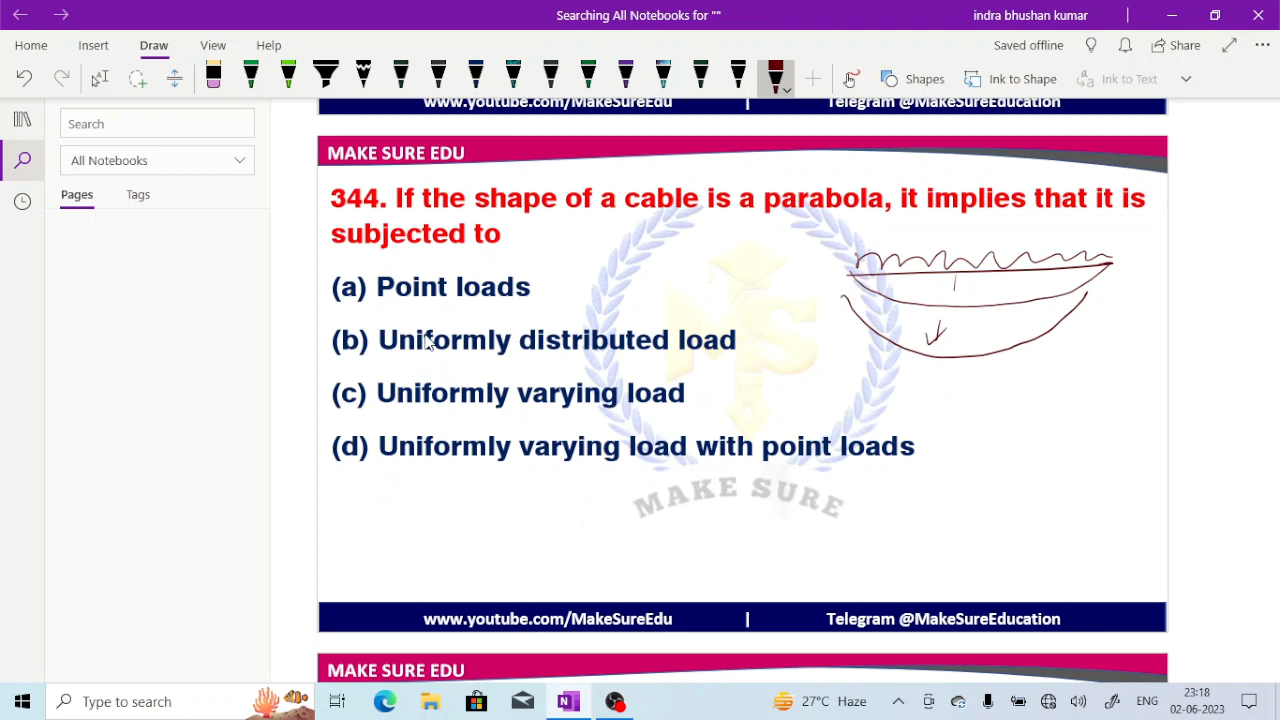 Searching All Notebooks for ""
indra bhushan kumar
Home
Insert
Draw
View
Help
Saved offline
Share
Shapes
Ink to Shape
Ink to Text
Search
All Notebooks
Pages
Tags
www.youtube.com/MakeSureEdu | Telegram @MakeSureEducation
MAKE SURE EDU
344. If the shape of a cable is a parabola, it implies that it is
subjected to
(a) Point loads
(b) Uniformly distributed load
(c) Uniformly varying load
(d) Uniformly varying load with point loads
MAKE SURE
www.youtube.com/MakeSureEdu | Telegram @MakeSureEducation
MAKE SURE EDU
Type to search
27°C Haze
ENG
23:18
02-06-2023